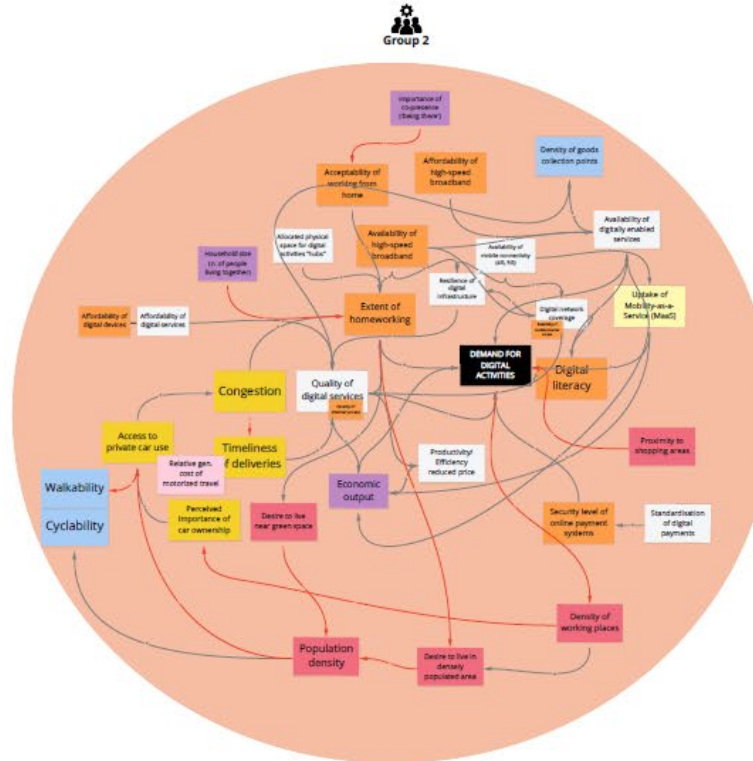 Group 2
Importance of
co-presence
('being there')
Acceptability of
working from
home
Affordability of
high-speed
broadband
Density of goods
collection points
Allocated physical
space for digital
activities "hubs"
Availability of
high-speed
broadband
Availability of
mobile connectivity
Availability of
digitally enabled
services
Household size
(n. of people
living together)
Resilience of
digital
infrastructure
Uptake of
Mobility-as-a-
Service (MaaS)
Affordability of
digital devices
Affordability of
digital services
Extent of
homeworking
Digital network
coverage
DEMAND FOR
DIGITAL
ACTIVITIES
Digital
literacy
Congestion
Quality of
digital services
Access to
private car use
Timeliness
of deliveries
Proximity to
shopping areas
Relative gen.
cost of
motorized travel
Productivity/
Efficiency
reduced price
Walkability
Cyclability
Economic
output
Perceived
importance of
car ownership
Desire to live
near green space
Security level of
online payment
systems
Standardisation
of digital
payments
Density of
working places
Population
density
Desire to live in
densely
populated area